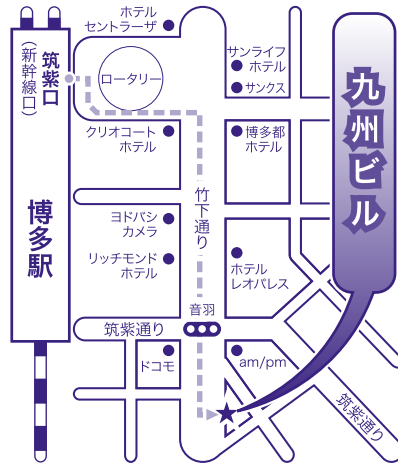 ホテル
セントラーザ
サンライフ
ホテル
サンクス
筑紫口
(新幹線口)
ロータリー
クリオコート
ホテル
博多都
ホテル
九州ビル
博多駅
竹下通り
ヨドバシ
カメラ
リッチモンド
ホテル
ホテル
レオパレス
音羽
筑紫通り
ドコモ
am/pm
筑紫通り